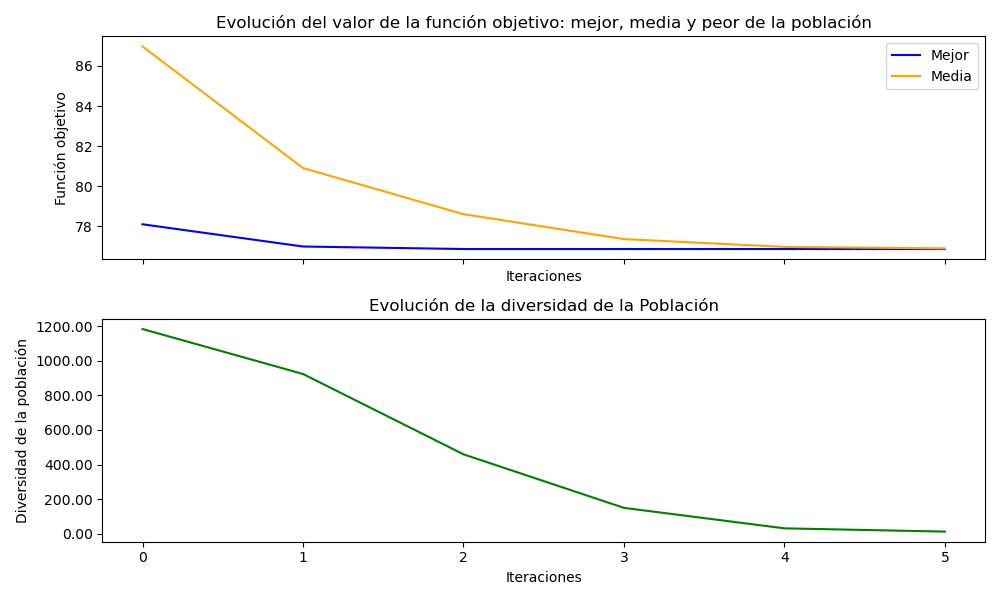 Evolución del valor de la función objetivo: mejor, media y peor de la población
Función objetivo
86
84
82
80
78
Mejor
Media
Iteraciones
Evolución de la diversidad de la Población
Diversidad de la población
1200.00
1000.00
800.00
600.00
400.00
200.00
0.00
0 1 2 3 4 5
Iteraciones